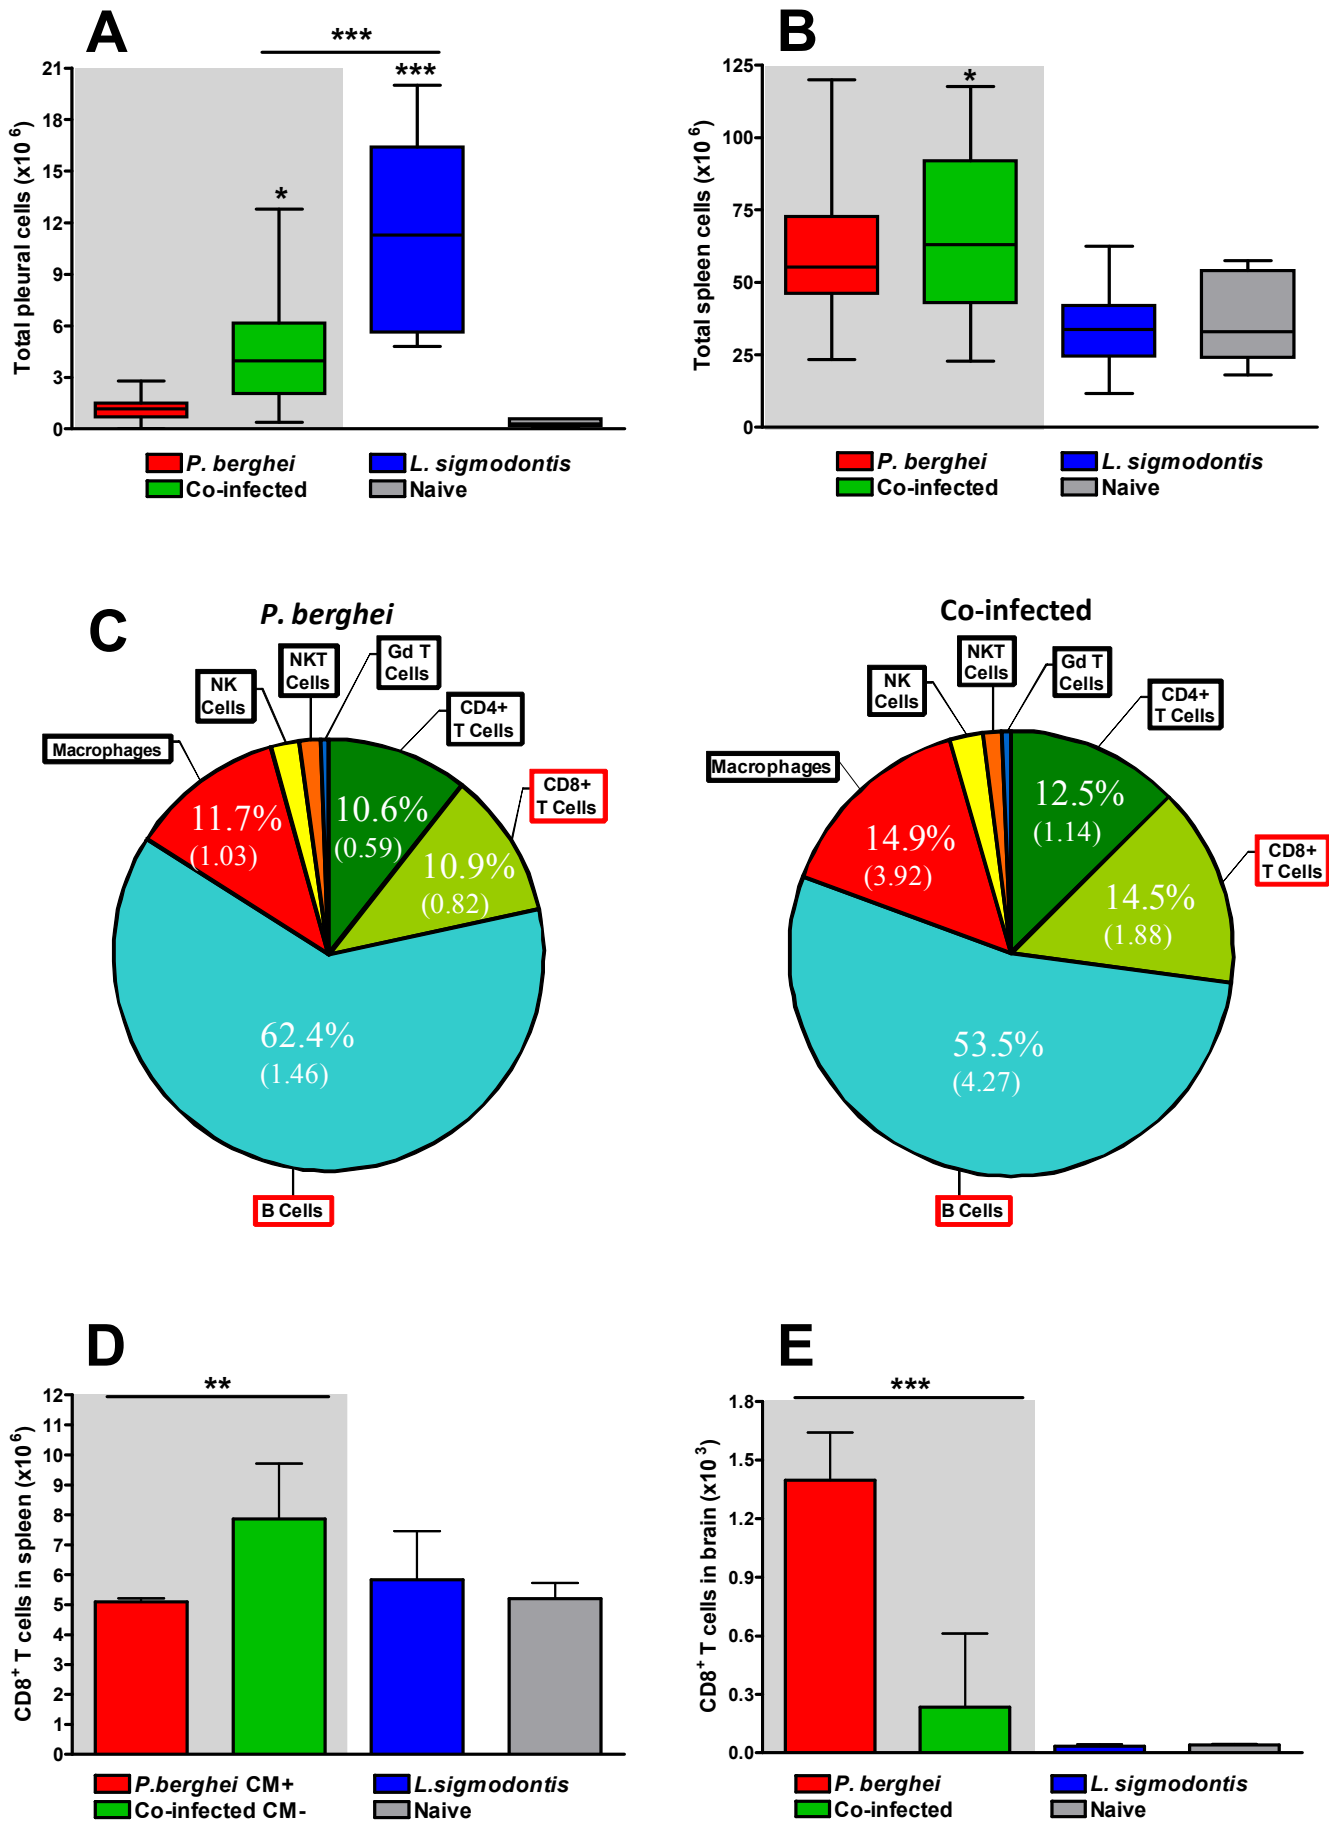 A
***
***
*
21
18
15
12
9
6
3
0
Total pleural cells (x10 6)
P. berghei
L. sigmodontis
Co-infected
Naive
B
*
125
100
75
50
25
0
Total spleen cells (x10 6)
P. berghei
L. sigmodontis
Co-infected
Naive
C
P. berghei
NK
Cells
NKT
Cells
Gd T
Cells
CD4+
T Cells
Macrophages
CD8+
T Cells
11.7%
(1.03)
10.6%
(0.59)
10.9%
(0.82)
62.4%
(1.46)
B Cells
Co-infected
NK
Cells
NKT
Cells
Gd T
Cells
CD4+
T Cells
Macrophages
CD8+
T Cells
14.9%
(3.92)
12.5%
(1.14)
14.5%
(1.88)
53.5%
(4.27)
B Cells
D
**
12
11
10
9
8
7
6
5
4
3
2
1
0
CD8+ T cells in spleen (x106)
P.berghei CM+
L.sigmodontis
Co-infected CM-
Naive
E
***
1.8
1.5
1.2
0.9
0.6
0.3
0.0
CD8+ T cells in brain (x10 3)
P. berghei
L. sigmodontis
Co-infected
Naive